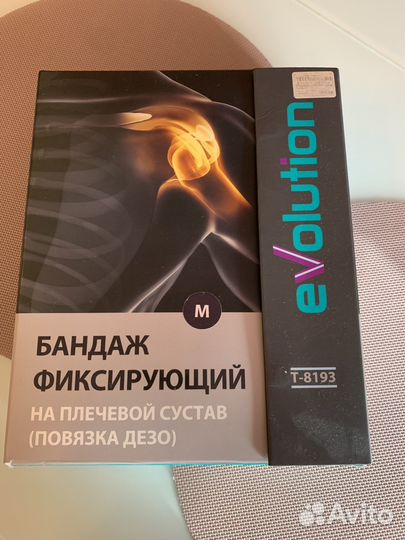 M
БАНДАЖ
ФИКСИРУЮЩИЙ
НА ПЛЕЧЕВОЙ СУСТАВ
(ПОВЯЗКА ДЕЗО)
evolution
T-8193
Avito